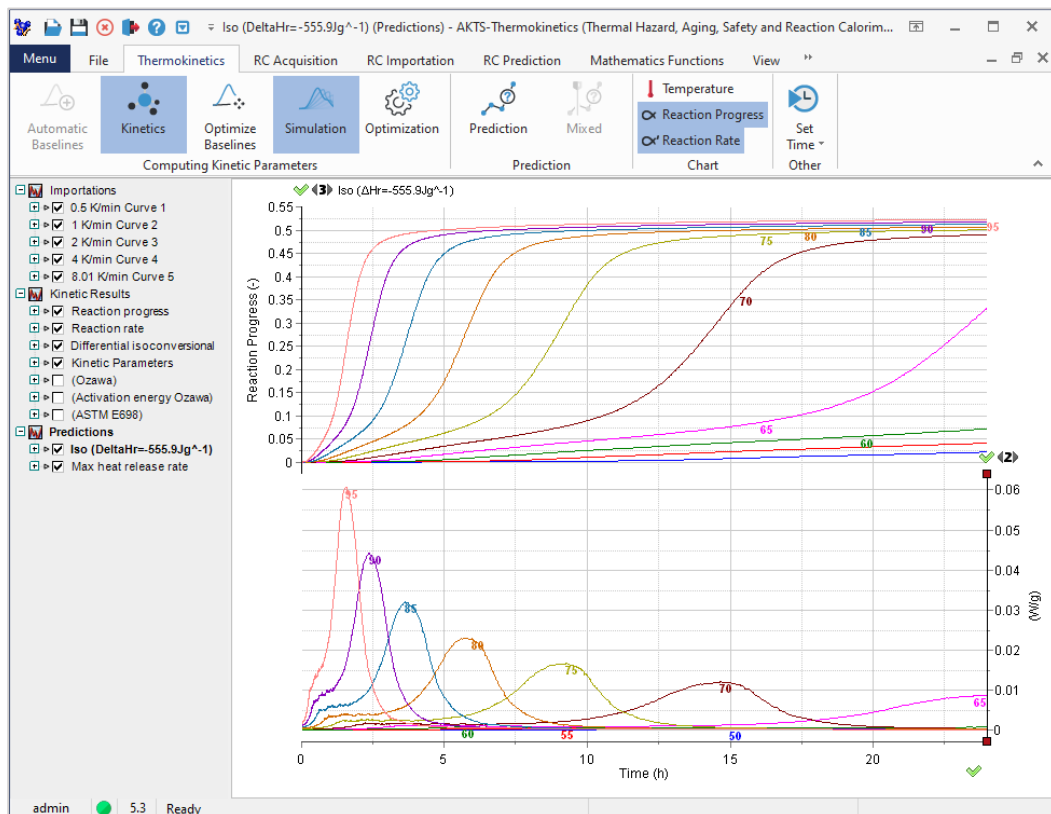 Iso (DeltaHr=-555.9Jg^-1) (Predictions) - AKTS-Thermokinetics (Thermal Hazard, Aging, Safety and Reaction Calorim...
Menu File Thermokinetics RC Acquisition RC Importation RC Prediction Mathematics Functions View
Automatic Baselines
Kinetics
Optimize Baselines
Simulation
Optimization
Prediction
Mixed
Temperature
Reaction Progress
Reaction Rate
Set Time
Computing Kinetic Parameters Prediction Chart Other
Importations
0.5 K/min Curve 1
1 K/min Curve 2
2 K/min Curve 3
4 K/min Curve 4
8.01 K/min Curve 5
Kinetic Results
Reaction progress
Reaction rate
Differential isoconversional
Kinetic Parameters
(Ozawa)
(Activation energy Ozawa)
(ASTM E698)
Predictions
Iso (DeltaHr=-555.9Jg^-1)
Max heat release rate
(3) Iso (ΔHr=-555.9Jg^-1)
Reaction Progress (-)
0.55
0.5
0.45
0.4
0.35
0.3
0.25
0.2
0.15
0.1
0.05
0
75 80 85 90 95
70
65
60
(2)
95
90
85
80
75
70
65
60 55 50
0.06
0.05
0.04
0.03
0.02
0.01
0
(W/g)
0 5 10 15 20
Time (h)
admin 5.3 Ready